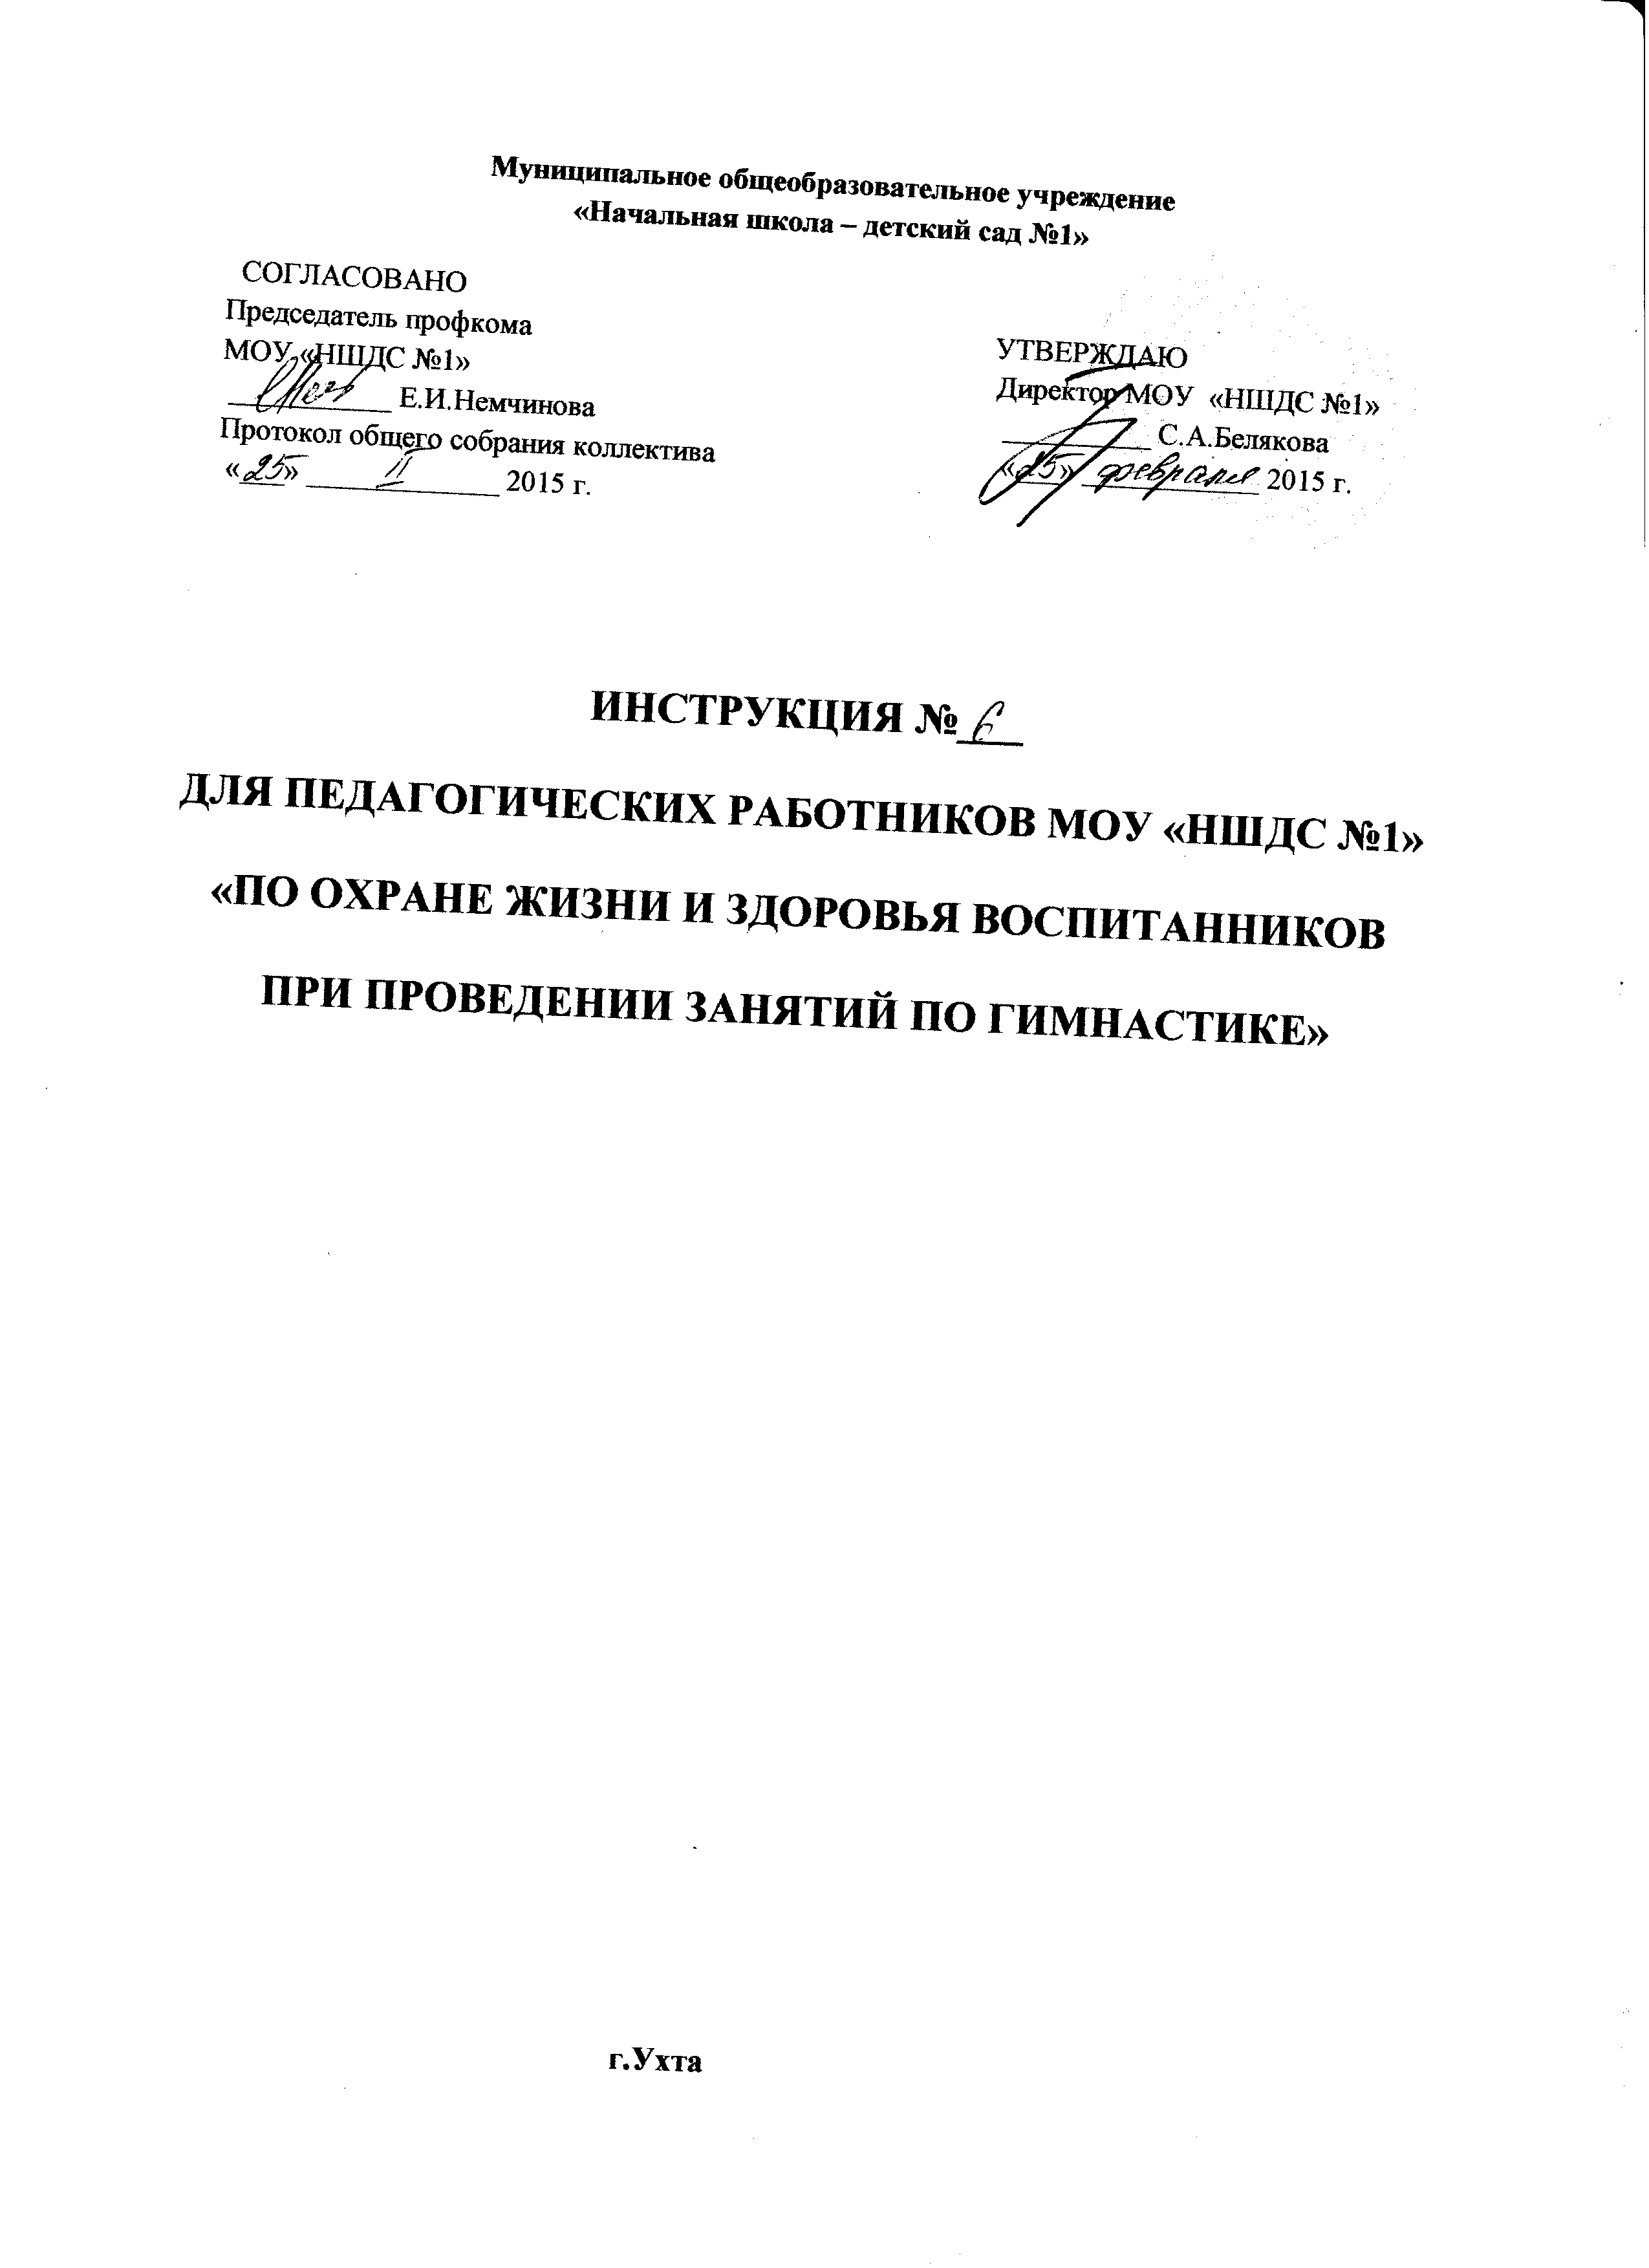 Муниципальное общеобразовательное учреждение
«Начальная школа – детский сад №1»
СОГЛАСОВАНО
Председатель профкома
МОУ «НШДС №1»
____________ Е.И.Немчинова
Протокол общего собрания коллектива
«25» II 2015 г.
УТВЕРЖДАЮ
Директор МОУ «НШДС №1»
___________ С.А.Белякова
«25» февраля 2015 г.
ИНСТРУКЦИЯ № 6
ДЛЯ ПЕДАГОГИЧЕСКИХ РАБОТНИКОВ МОУ «НШДС №1»
«ПО ОХРАНЕ ЖИЗНИ И ЗДОРОВЬЯ ВОСПИТАННИКОВ
ПРИ ПРОВЕДЕНИИ ЗАНЯТИЙ ПО ГИМНАСТИКЕ»
г.Ухта